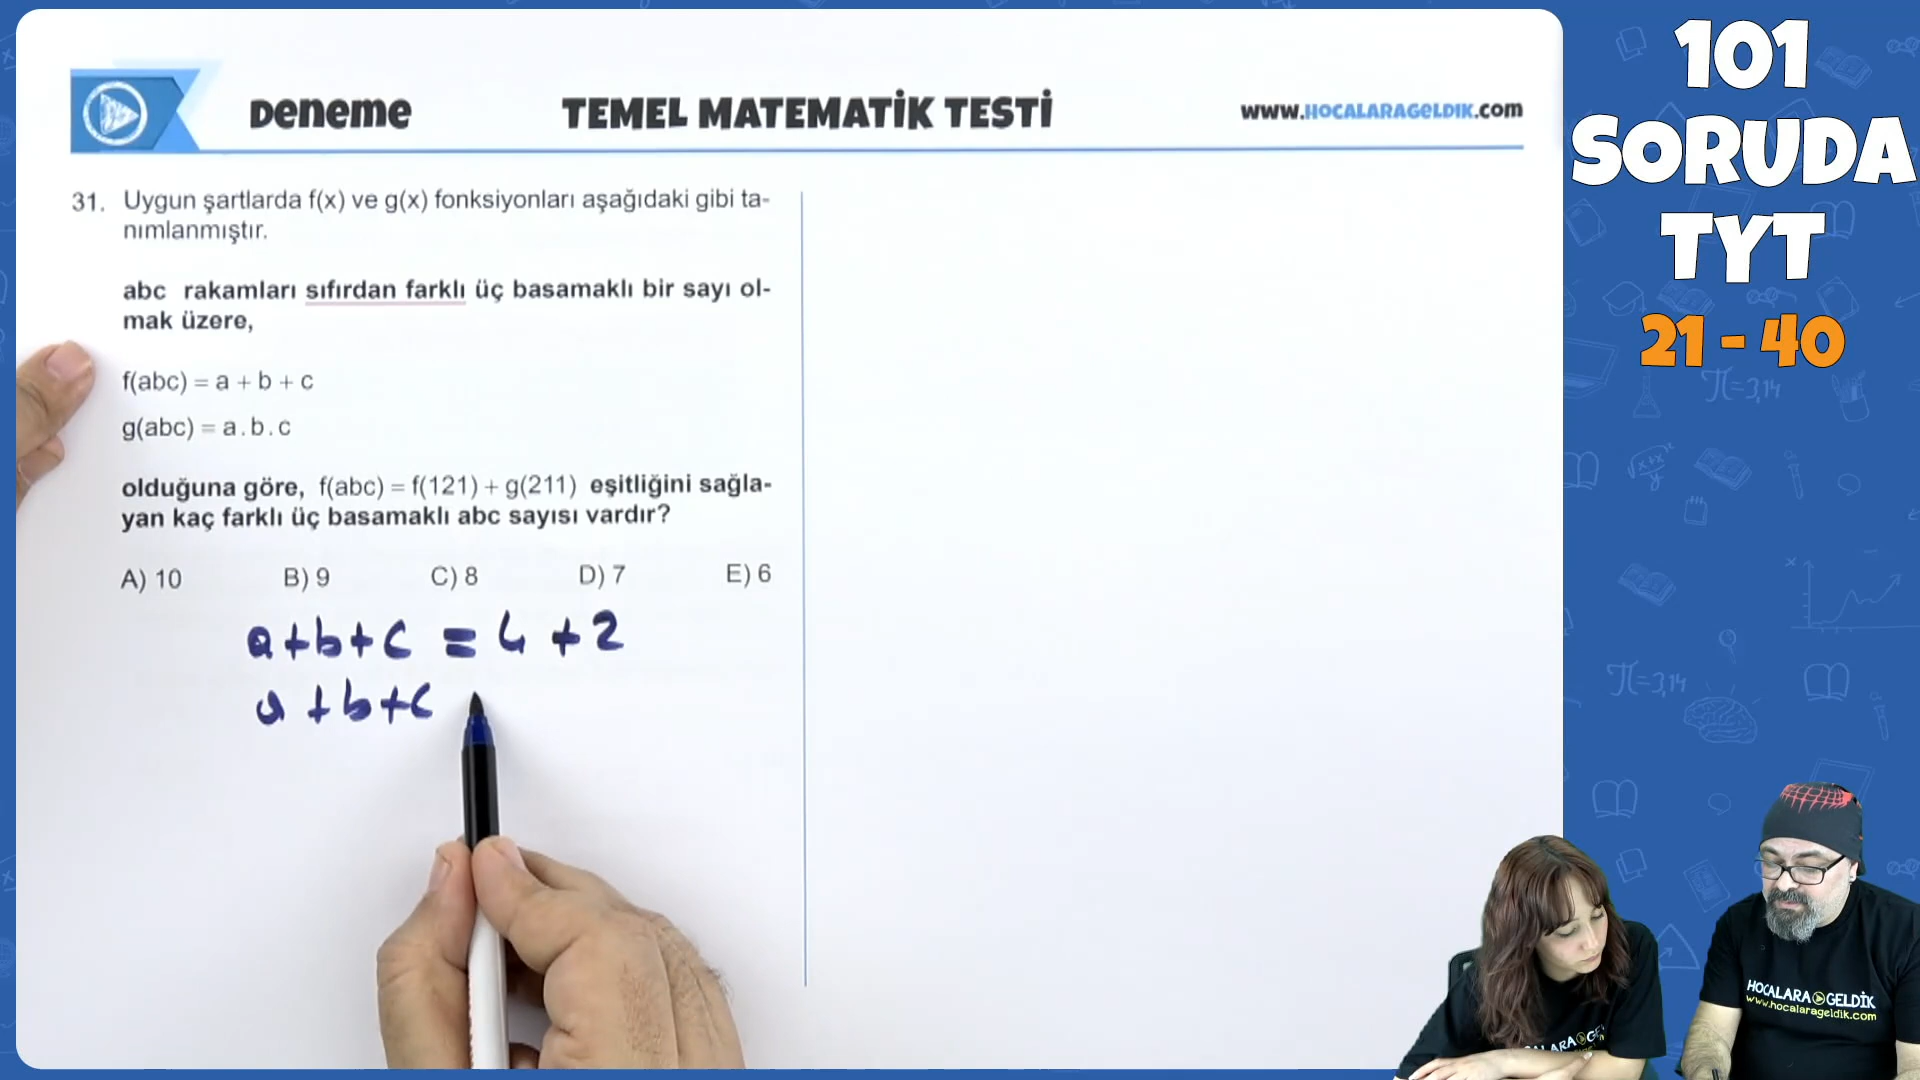 Deneme
TEMEL MATEMATİK TESTİ
www.HOCALARAGELDIK.com
31. Uygun şartlarda f(x) ve g(x) fonksiyonları aşağıdaki gibi ta-
nımlanmıştır.
abc rakamları sıfırdan farklı üç basamaklı bir sayı ol-
mak üzere,
f(abc) = a + b + c
g(abc) = a.b.c
olduğuna göre, f(abc) = f(121) + g(211) eşitliğini sağla-
yan kaç farklı üç basamaklı abc sayısı vardır?
A) 10 B) 9 C) 8 D) 7 E) 6
a+b+c = 4 + 2
a+b+c
101
SORUDA
TYT
21 - 40
π=3,14
π=3,14
HOCALARA GELDİK
www.hocalarageldik.com